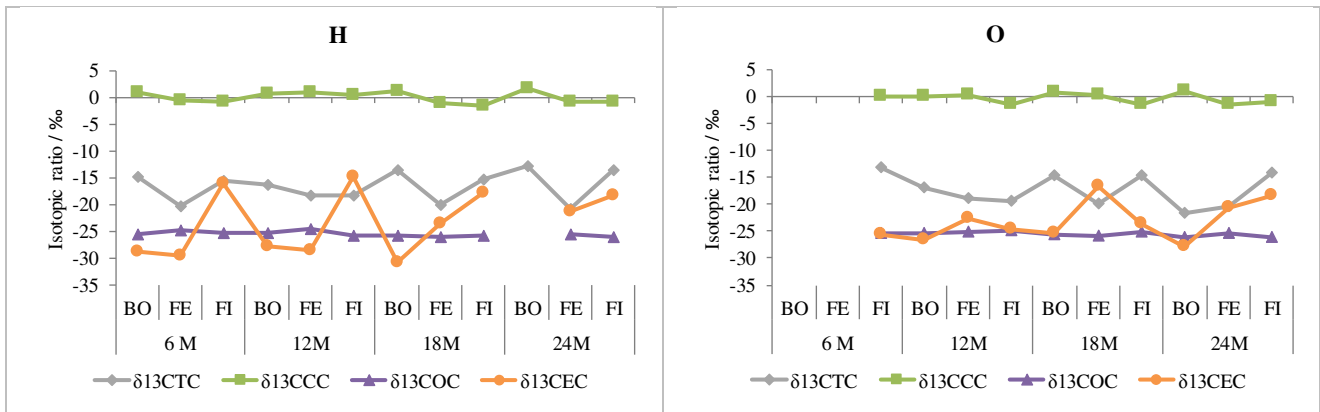 H
5
0
-5
-10
-15
-20
-25
-30
-35
Isotopic ratio / ‰
BO FE FI BO FE FI BO FE FI BO FE FI
6 M 12M 18M 24M
δ13CTC δ13CCC δ13COC δ13CEC
O
5
0
-5
-10
-15
-20
-25
-30
-35
Isotopic ratio / ‰
BO FE FI BO FE FI BO FE FI BO FE FI
6 M 12M 18M 24M
δ13CTC δ13CCC δ13COC δ13CEC